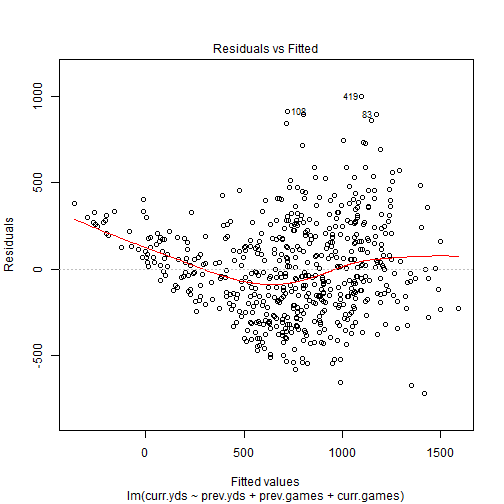 Residuals vs Fitted
1000
500
0
-500
Residuals
419
108
83
0
500
1000
1500
Fitted values
lm(curr.yds ~ prev.yds + prev.games + curr.games)